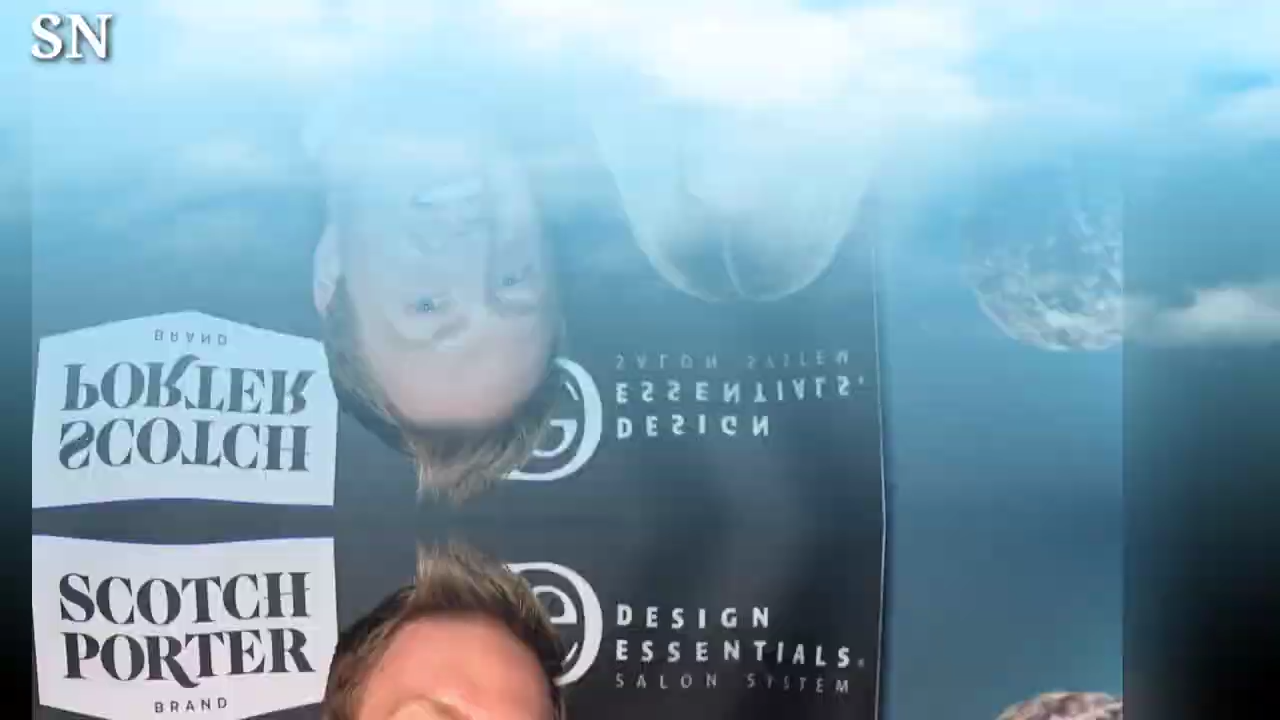 SN
BRAND
PORTER
SCOTCH
SALON SYSTEM
ESSENTIALS
DESIGN
SCOTCH
PORTER
BRAND
e
DESIGN
ESSENTIALS.
SALON SYSTEM